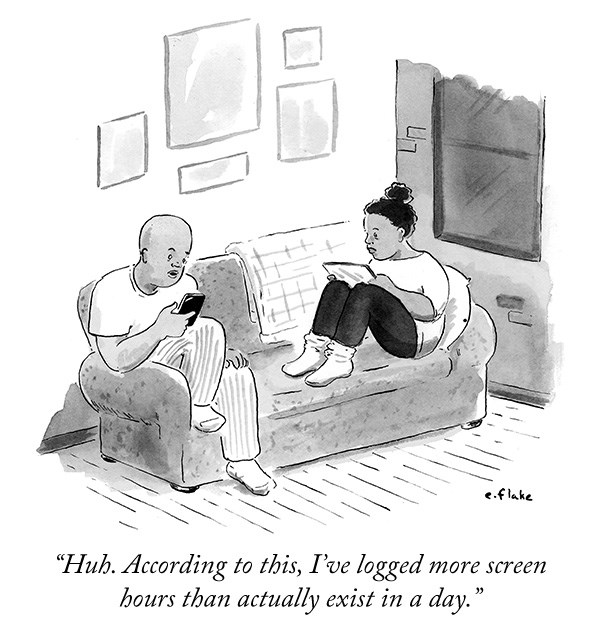 e.flake
“Huh. According to this, I’ve logged more screen
hours than actually exist in a day.”